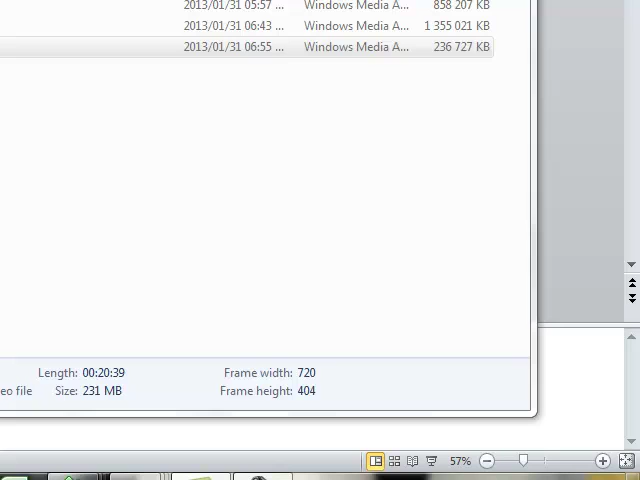 2013/01/31 05:57 ... Windows Media A... 858 207 KB
2013/01/31 06:43 ... Windows Media A... 1 355 021 KB
2013/01/31 06:55 ... Windows Media A... 236 727 KB
Length: 00:20:39 Frame width: 720
eo file Size: 231 MB Frame height: 404
57%